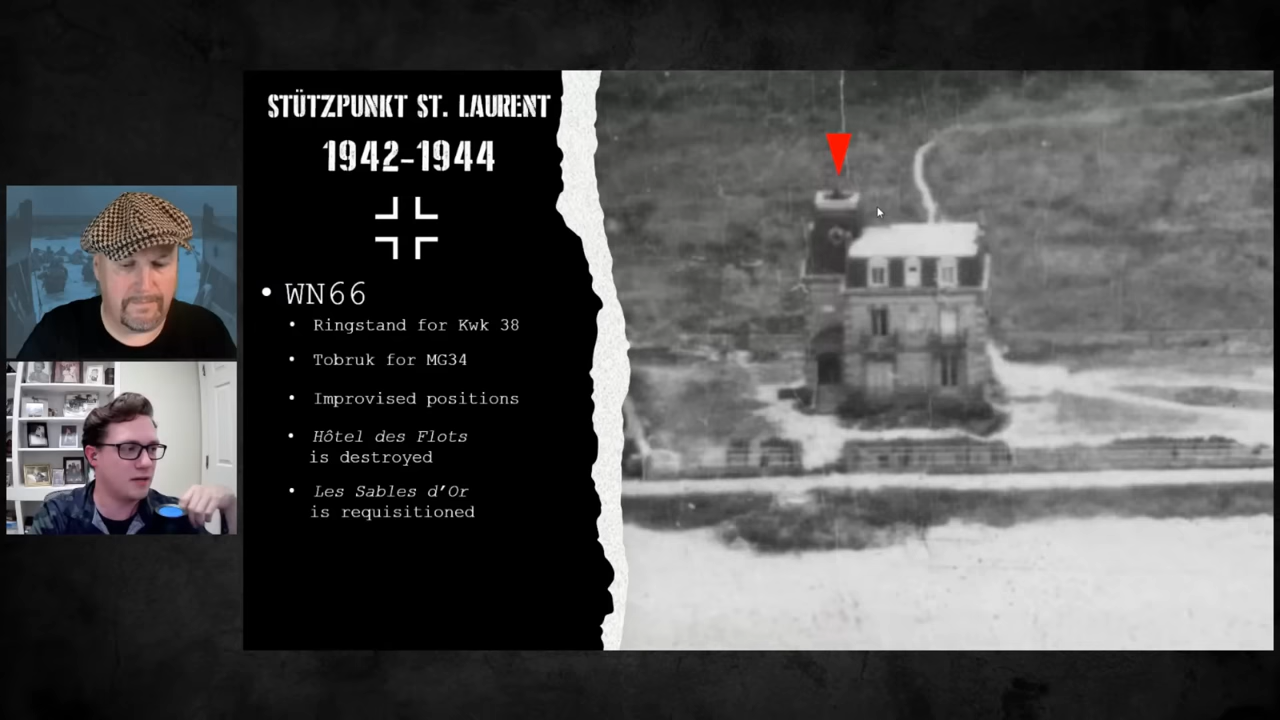 STÜTZPUNKT ST. LAURENT
1942-1944
• WN66
• Ringstand for Kwk 38
• Tobruk for MG34
• Improvised positions
• Hôtel des Flots
is destroyed
• Les Sables d'Or
is requisitioned